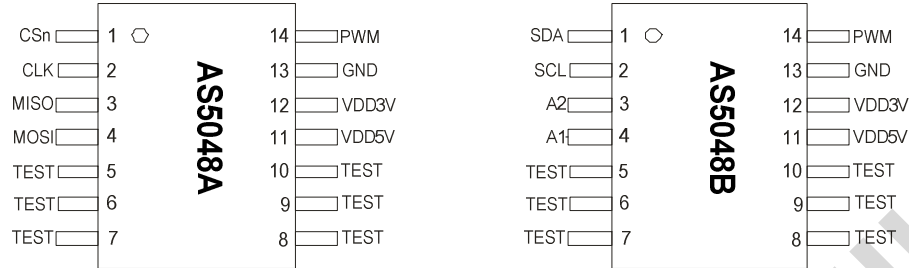 CSn 1 14 PWM
CLK 2 13 GND
MISO 3 12 VDD3V
MOSI 4 11 VDD5V
TEST 5 10 TEST
TEST 6 9 TEST
TEST 7 8 TEST
AS5048A
SDA 1 14 PWM
SCL 2 13 GND
A2 3 12 VDD3V
A1 4 11 VDD5V
TEST 5 10 TEST
TEST 6 9 TEST
TEST 7 8 TEST
AS5048B